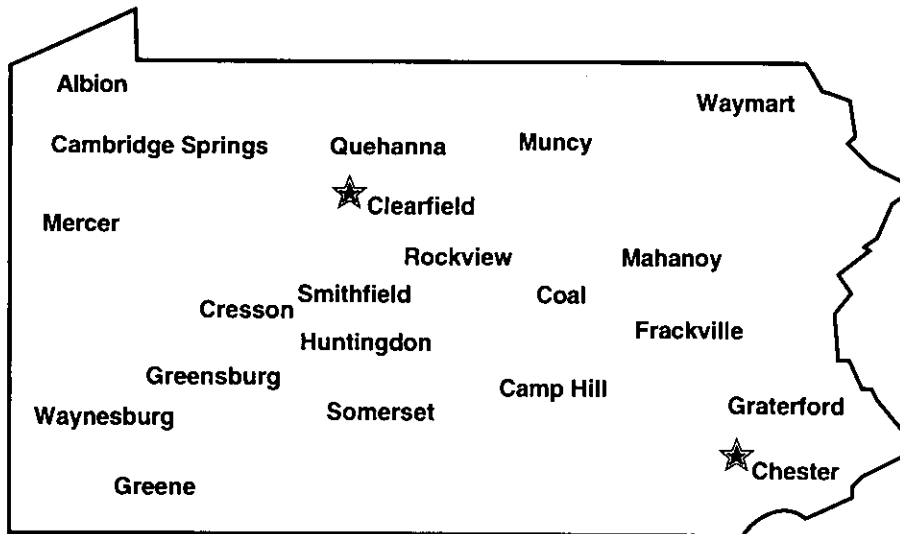 Albion
Waymart
Cambridge Springs
Quehanna
Muncy
Clearfield
Mercer
Rockview
Mahanoy
Smithfield
Coal
Cresson
Frackville
Huntingdon
Greensburg
Camp Hill
Waynesburg
Somerset
Graterford
Chester
Greene